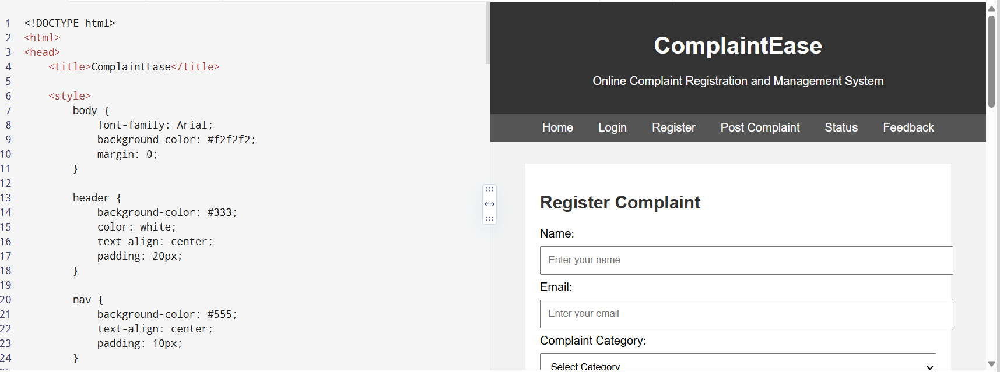 1 <!DOCTYPE html>
2 <html>
3 <head>
4 <title>ComplaintEase</title>
5
6 <style>
7 body {
8 font-family: Arial;
9 background-color: #f2f2f2;
10 margin: 0;
11 }
12
13 header {
14 background-color: #333;
15 color: white;
16 text-align: center;
17 padding: 20px;
18 }
19
20 nav {
21 background-color: #555;
22 text-align: center;
23 padding: 10px;
24 }
ComplaintEase
Online Complaint Registration and Management System
Home Login Register Post Complaint Status Feedback
Register Complaint
Name:
Enter your name
Email:
Enter your email
Complaint Category:
Select Category